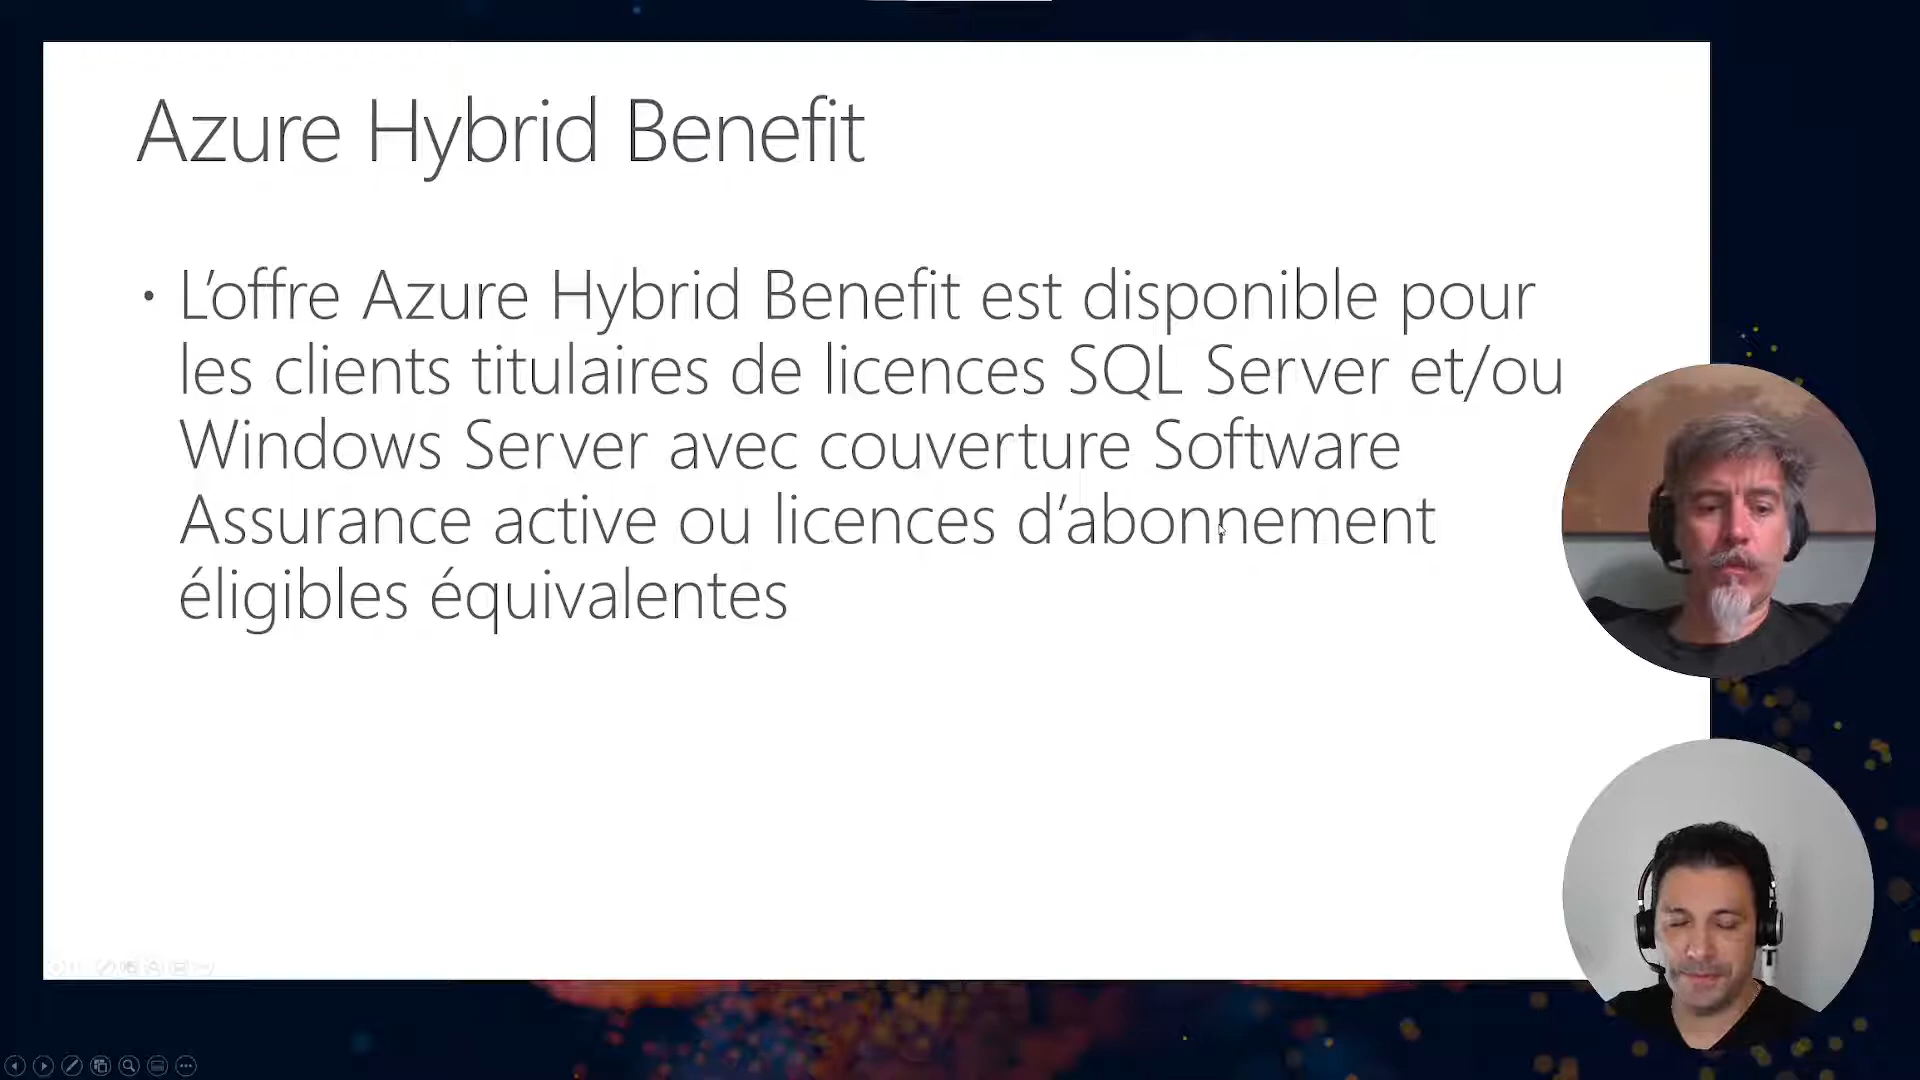 Azure Hybrid Benefit
• L’offre Azure Hybrid Benefit est disponible pour
les clients titulaires de licences SQL Server et/ou
Windows Server avec couverture Software
Assurance active ou licences d’abonnement
éligibles équivalentes